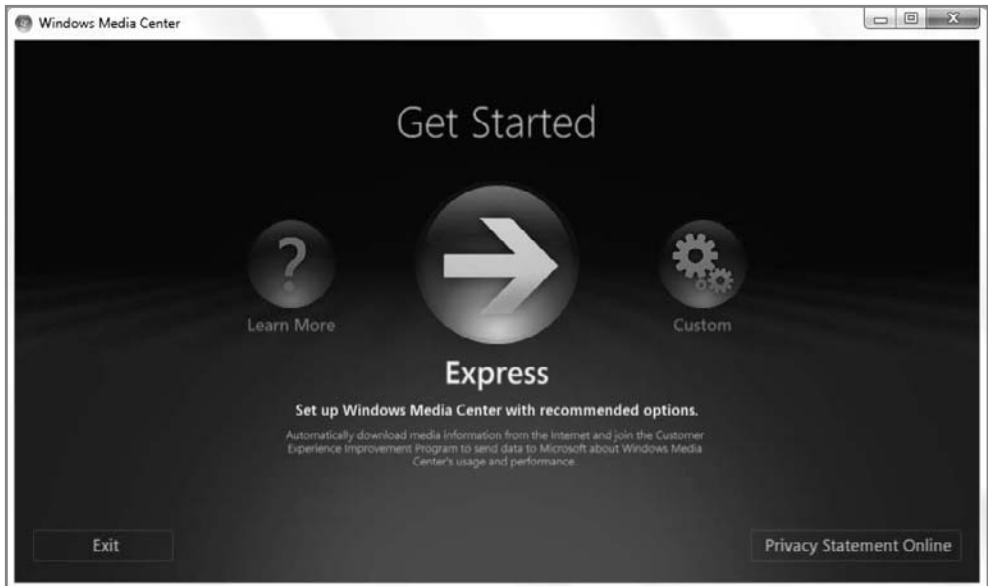 Windows Media Center
Get Started
?
Learn More
Custom
Express
Set up Windows Media Center with recommended options.
Automatically download media information from the Internet and join the Customer
Experience Improvement Program to send data to Microsoft about Windows Media
Center's usage and performance.
Exit
Privacy Statement Online